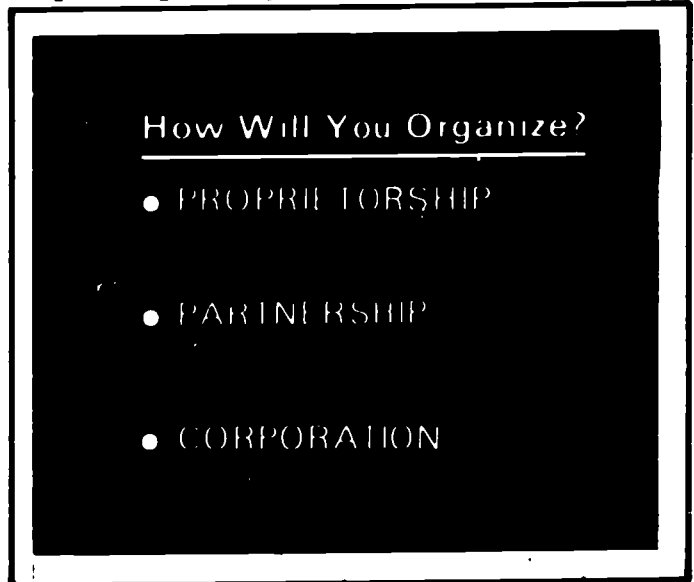 How Will You Organize?
● PROPRIETORSHIP
● PARTNERSHIP
● CORPORATION